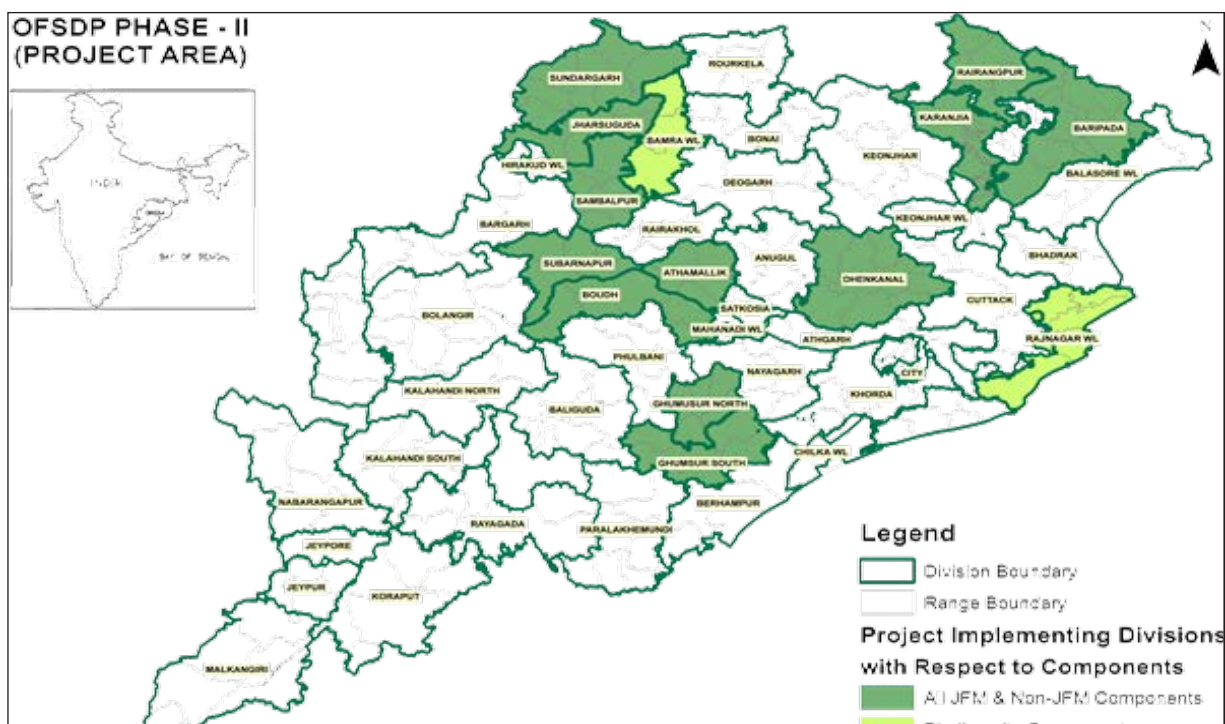 OFSDP PHASE - II
(PROJECT AREA)
N
INDIA
BAY OF BENGAL
ROURKELA
SUNDARGARH
RAIRANGPUR
JHARSUGUDA
KARANJIA
BARIPADA
BAMRA WL
BONAI
HIRAKUD WL
KEONJHAR
BALASORE WL
DEOGARH
SAMBALPUR
BARGARH
KEONJHAR WL
RAIRAKHOL
BHADRAK
SUBARNAPUR
ANUGUL
ATHAMALLIK
DHENKANAL
BOUDH
CUTTACK
SATKOSIA
BOLANGIR
MAHANADI WL
ATHGARH
RAJNAGAR WL
PHULBANI
NAYAGARH
CITY
KALAHANDI NORTH
KHORDA
GHUMUSUR NORTH
BALIGUDA
CHILKA WL
KALAHANDI SOUTH
GHUMSUR SOUTH
NABARANGAPUR
BERHAMPUR
RAYAGADA
PARALAKHEMUNDI
JEYPORE
JEYPUR
KORAPUT
MALKANGIRI
Legend
Division Boundary
Range Boundary
Project Implementing Divisions
with Respect to Components
All JFM & Non-JFM Components